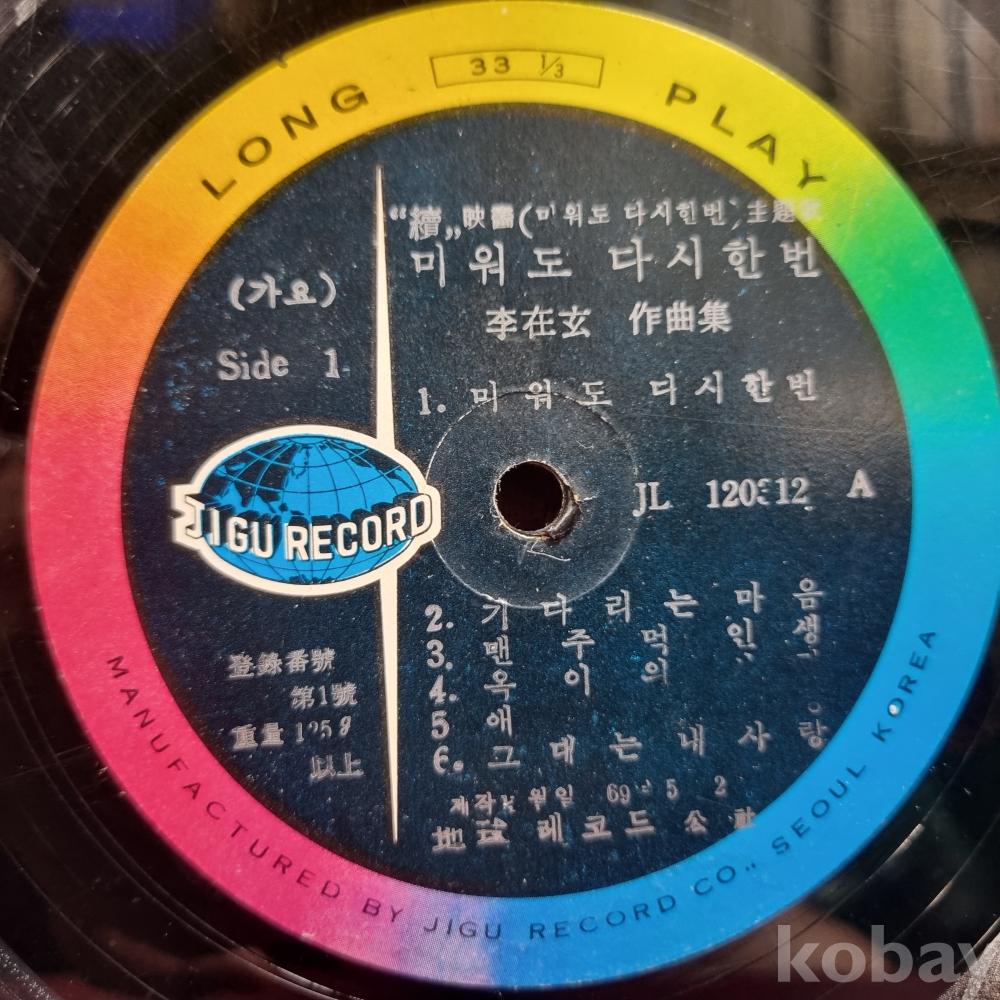 LONG PLAY
33 1/3
"續„ 映畵(미워도 다시한번)主題歌
미워도 다시한번
(가요)
李在玄 作曲集
Side 1
1. 미워도 다시한번
JIGU RECORD
JL 120312 A
2. 기다리는 마음
3. 맨주먹 인생
4. 옥이의
5 애
6. 그대는 내 사랑
登錄番號
第1號
重量
以上
제작년월일 69 5 2
地球레코드公社
MANUFACTURED BY JIGU RECORD CO., SEOUL KOREA
kobay